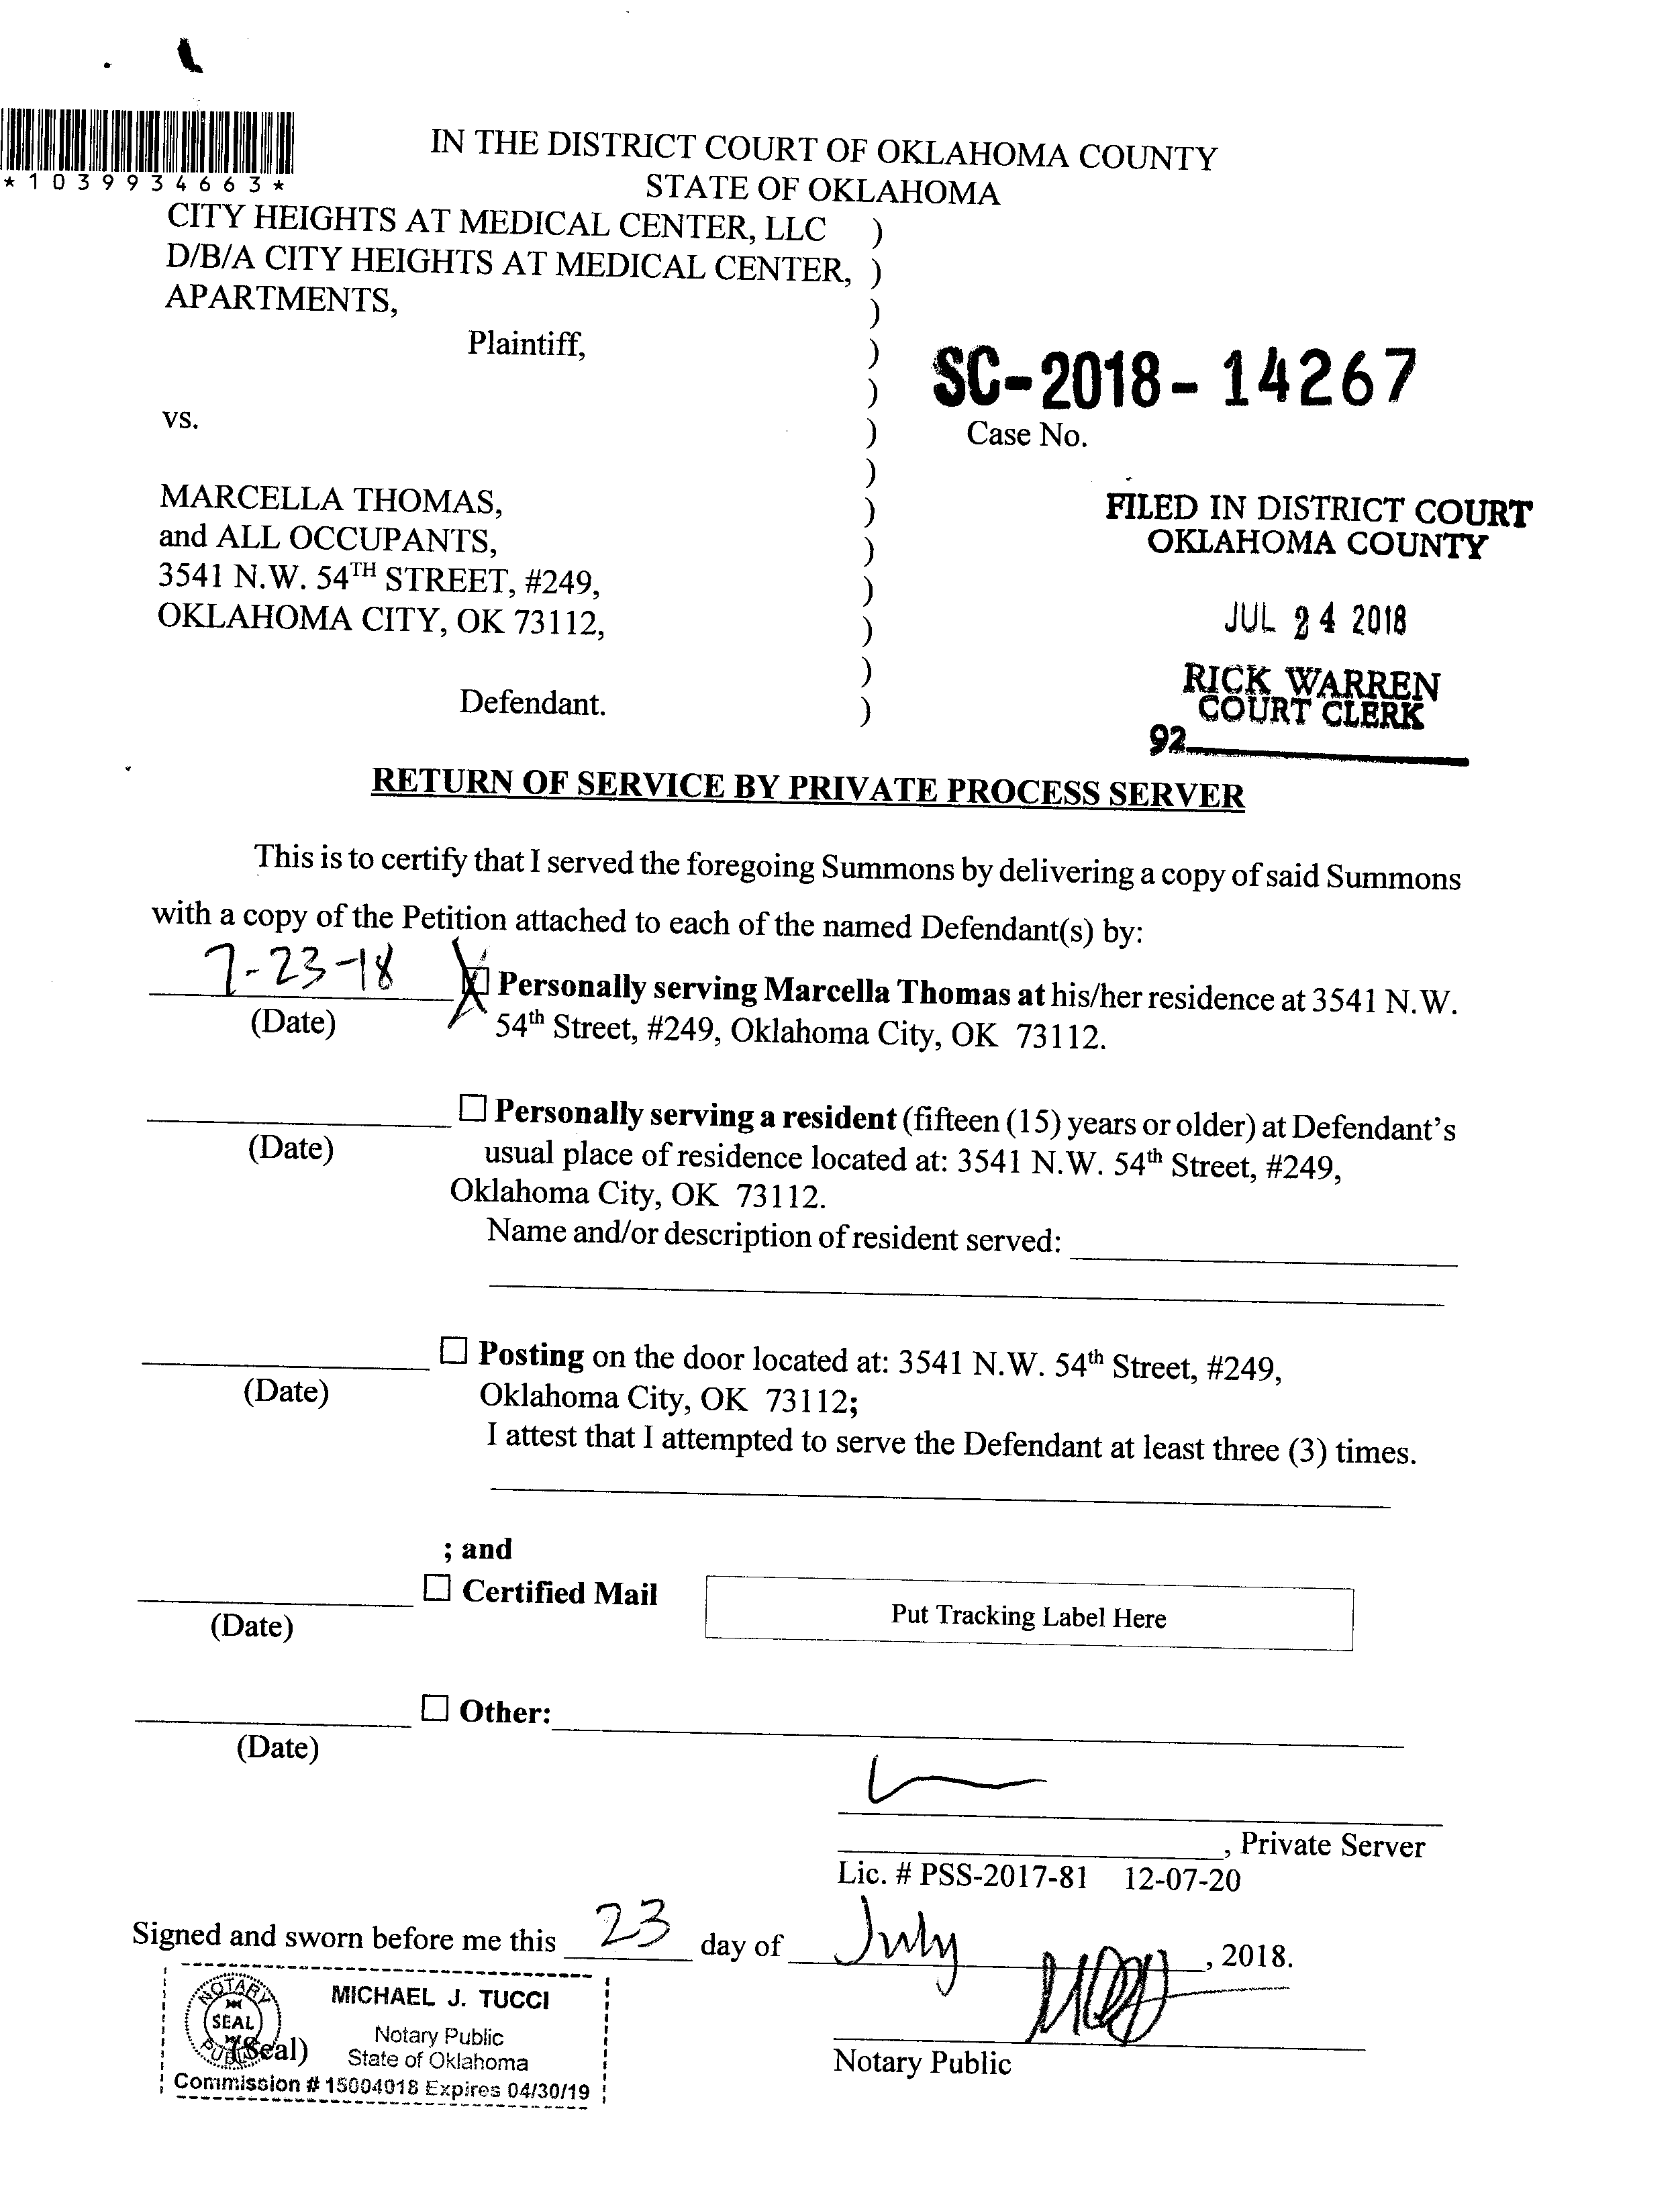 IN THE DISTRICT COURT OF OKLAHOMA COUNTY
STATE OF OKLAHOMA
*1039934663*
CITY HEIGHTS AT MEDICAL CENTER, LLC )
D/B/A CITY HEIGHTS AT MEDICAL CENTER, )
APARTMENTS, )
Plaintiff, )
)
SC-2018-14267
vs. )
Case No.
)
MARCELLA THOMAS, )
and ALL OCCUPANTS, )
3541 N.W. 54TH STREET, #249, )
OKLAHOMA CITY, OK 73112, )
)
Defendant. )
FILED IN DISTRICT COURT
OKLAHOMA COUNTY
JUL 24 2018
RICK WARREN
COURT CLERK
92
RETURN OF SERVICE BY PRIVATE PROCESS SERVER
This is to certify that I served the foregoing Summons by delivering a copy of said Summons
with a copy of the Petition attached to each of the named Defendant(s) by:
7-23-18 X Personally serving Marcella Thomas at his/her residence at 3541 N.W.
(Date) 54th Street, #249, Oklahoma City, OK 73112.
☐ Personally serving a resident (fifteen (15) years or older) at Defendant's
(Date) usual place of residence located at: 3541 N.W. 54th Street, #249,
Oklahoma City, OK 73112.
Name and/or description of resident served:
☐ Posting on the door located at: 3541 N.W. 54th Street, #249,
(Date) Oklahoma City, OK 73112;
I attest that I attempted to serve the Defendant at least three (3) times.
; and
☐ Certified Mail
Put Tracking Label Here
(Date)
☐ Other:
(Date)
, Private Server
Lic. # PSS-2017-81 12-07-20
Signed and sworn before me this 23 day of July, 2018.
NOTARY PUBLIC
SEAL
MICHAEL J. TUCCI
Notary Public
(Seal) State of Oklahoma
Commission # 15004018 Expires 04/30/19
Notary Public